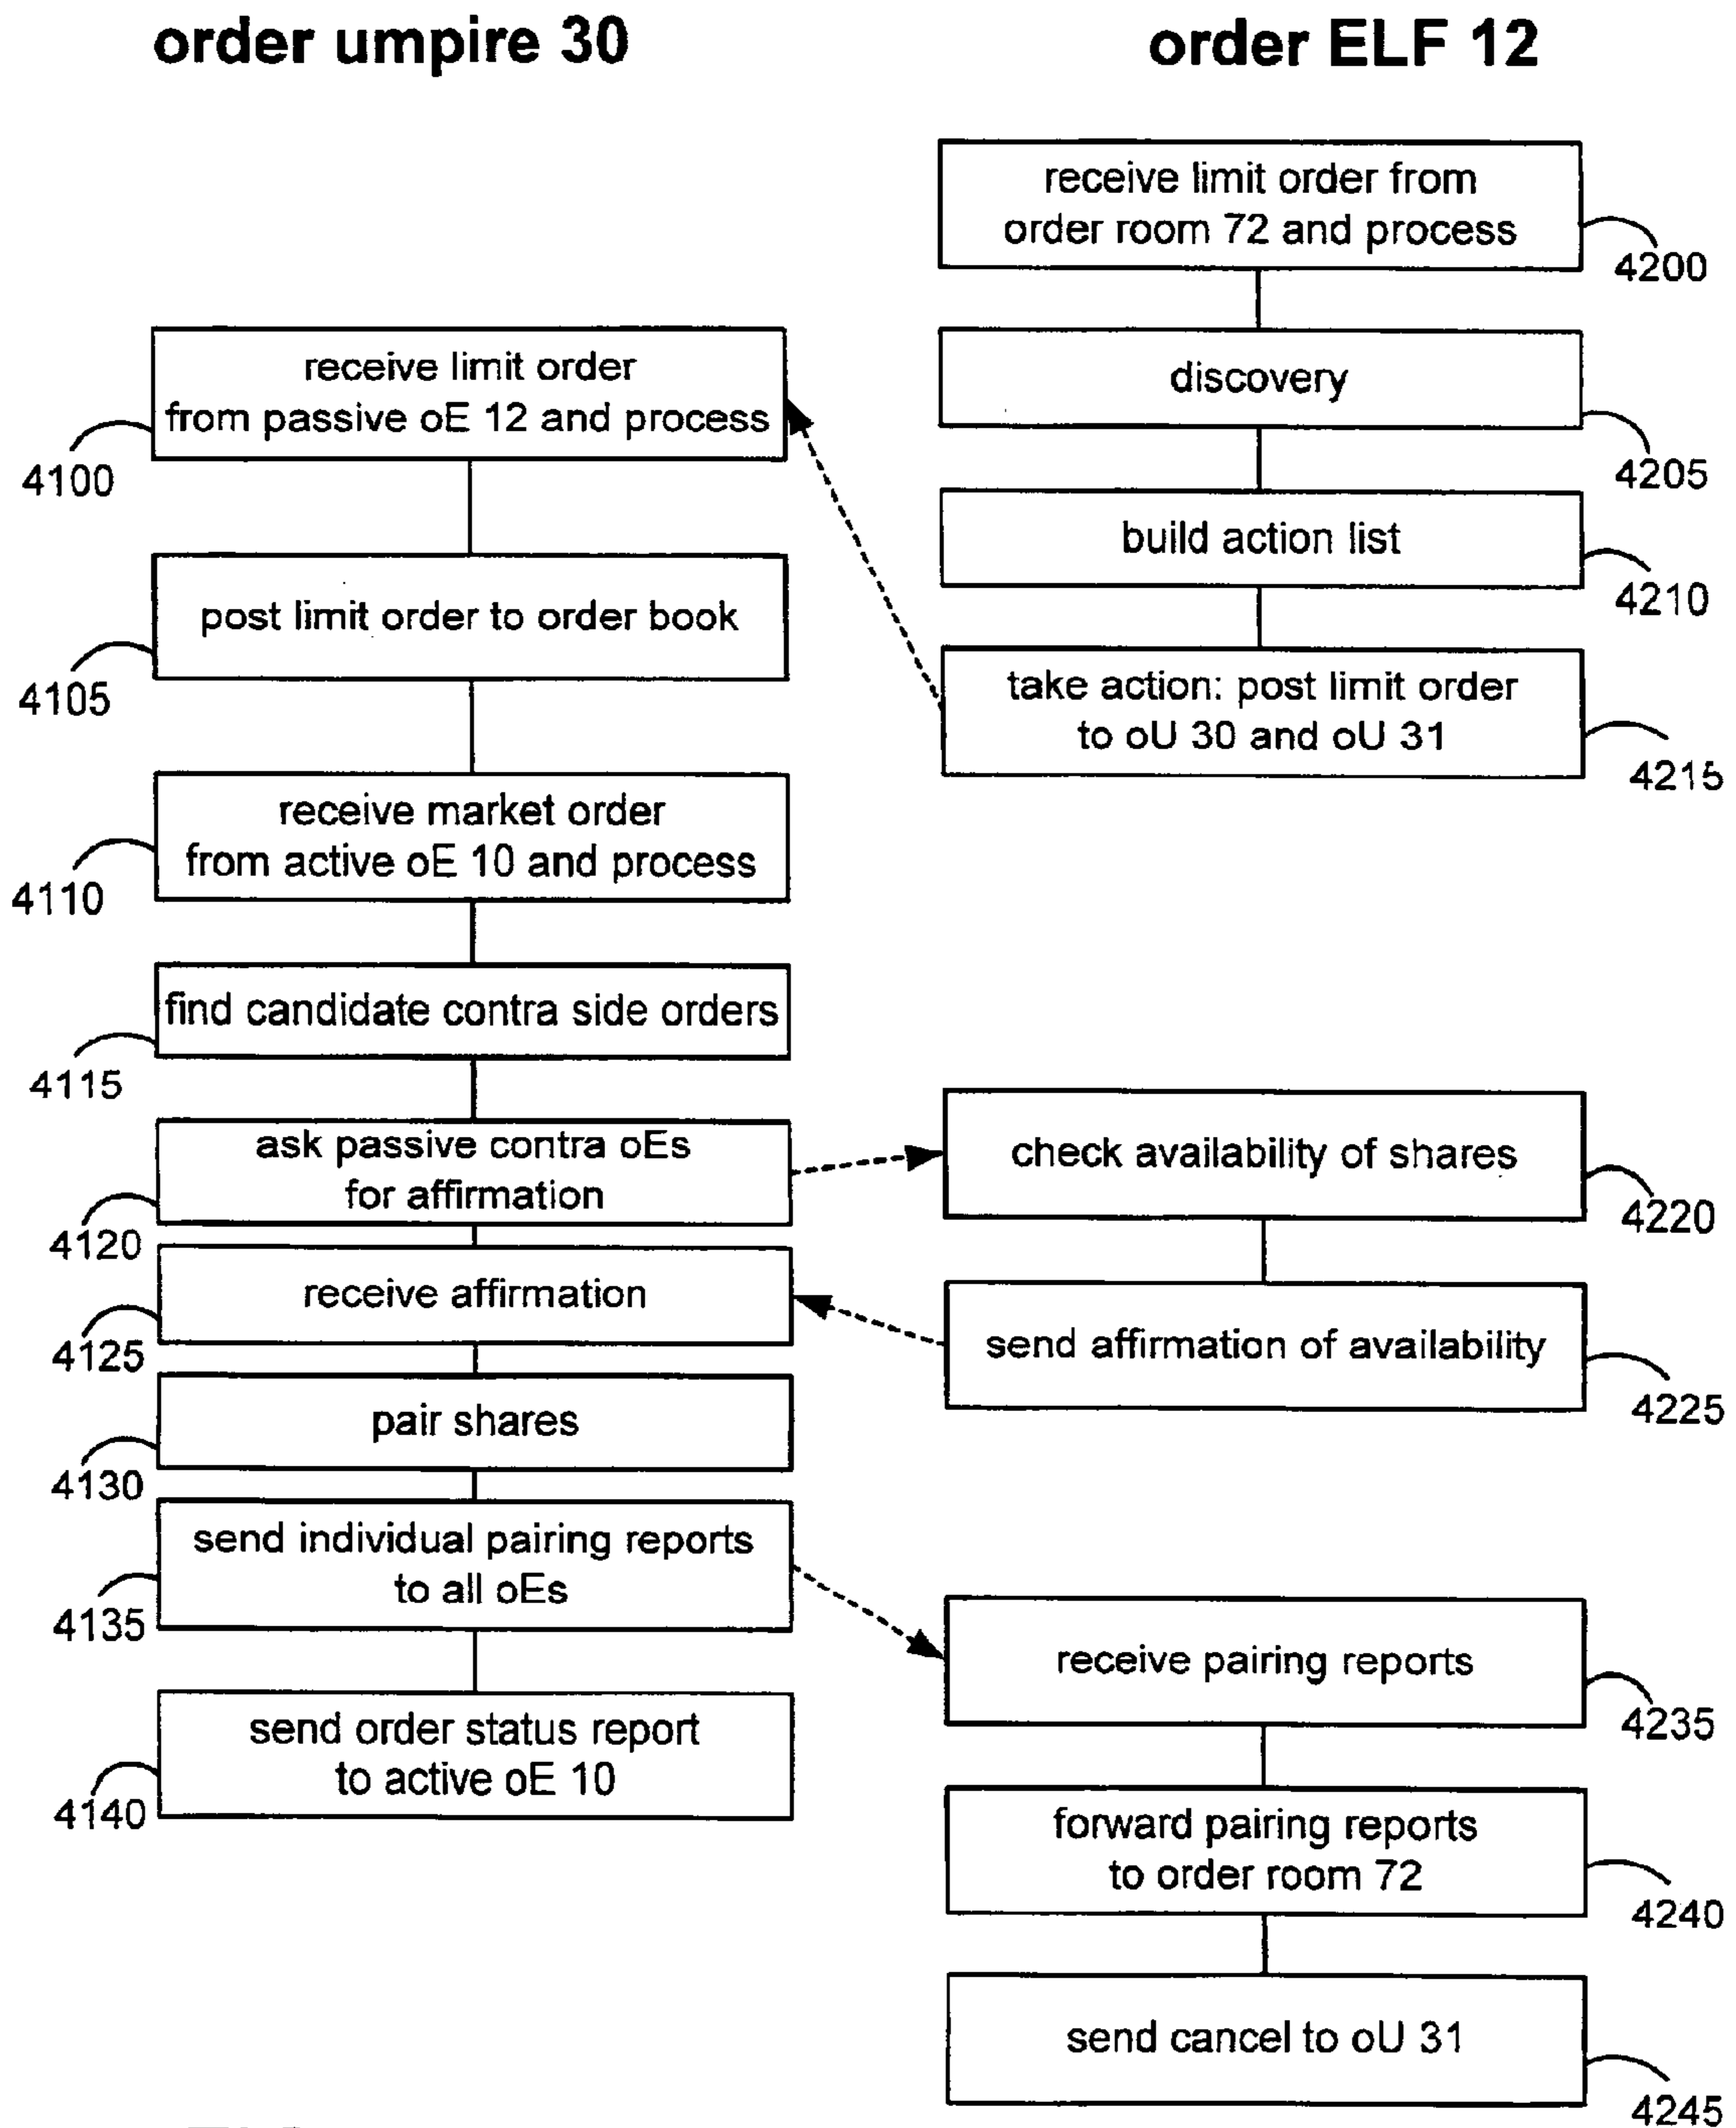 order umpire 30
order ELF 12
receive limit order from
order room 72 and process
4200
discovery
4205
build action list
4210
take action: post limit order
to oU 30 and oU 31
4215
receive limit order
from passive oE 12 and process
4100
post limit order to order book
4105
receive market order
from active oE 10 and process
4110
find candidate contra side orders
4115
ask passive contra oEs
for affirmation
4120
check availability of shares
4220
receive affirmation
4125
send affirmation of availability
4225
pair shares
4130
send individual pairing reports
to all oEs
4135
receive pairing reports
4235
send order status report
to active oE 10
4140
forward pairing reports
to order room 72
4240
send cancel to oU 31
4245